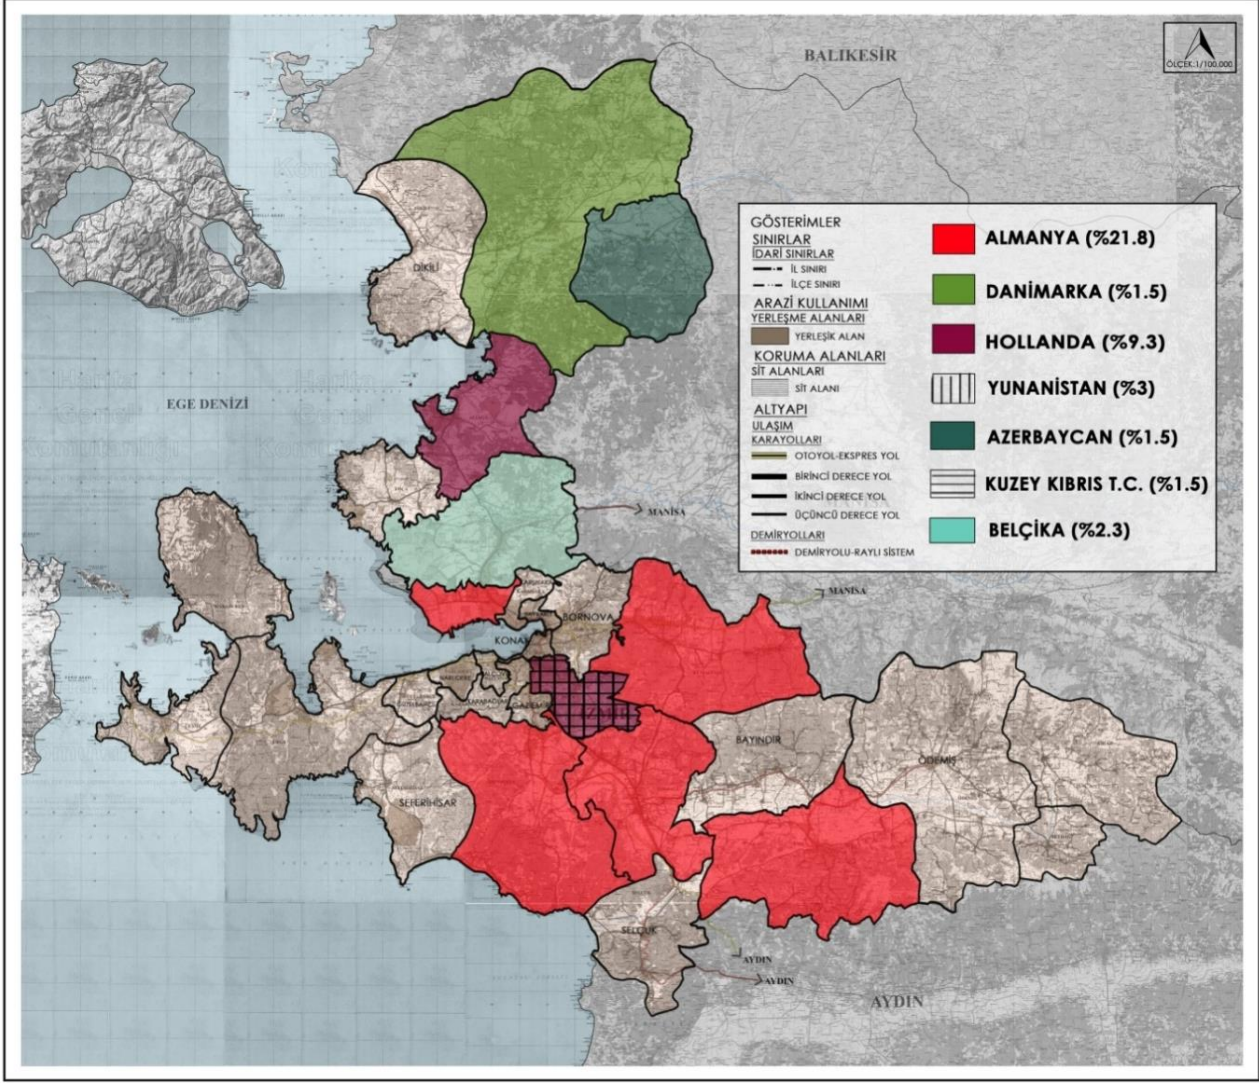 BALIKESİR
ÖLÇEK:1/100.000
GÖSTERİMLER
SINIRLAR
İDARİ SINIRLAR
İL SINIRI
İLÇE SINIRI
ARAZİ KULLANIMI
YERLEŞME ALANLARI
YERLEŞİK ALAN
KORUMA ALANLARI
SİT ALANLARI
SİT ALANI
ALTYAPI
ULAŞIM
KARAYOLLARI
OTOYOL-EKSPRES YOL
BİRİNCİ DERECE YOL
İKİNCİ DERECE YOL
ÜÇÜNCÜ DERECE YOL
DEMİRYOLLARI
DEMİRYOLU-RAYLI SİSTEM
ALMANYA (%21.8)
DANİMARKA (%1.5)
HOLLANDA (%9.3)
YUNANİSTAN (%3)
AZERBAYCAN (%1.5)
KUZEY KIBRIS T.C. (%1.5)
BELÇİKA (%2.3)
DİKİLİ
EGE DENİZİ
MANİSA
MANİSA
BORNOVA
KONAK
BAYINDIR
ÖDEMİŞ
SEFERİHİSAR
SELÇUK
AYDIN
AYDIN
AYDIN